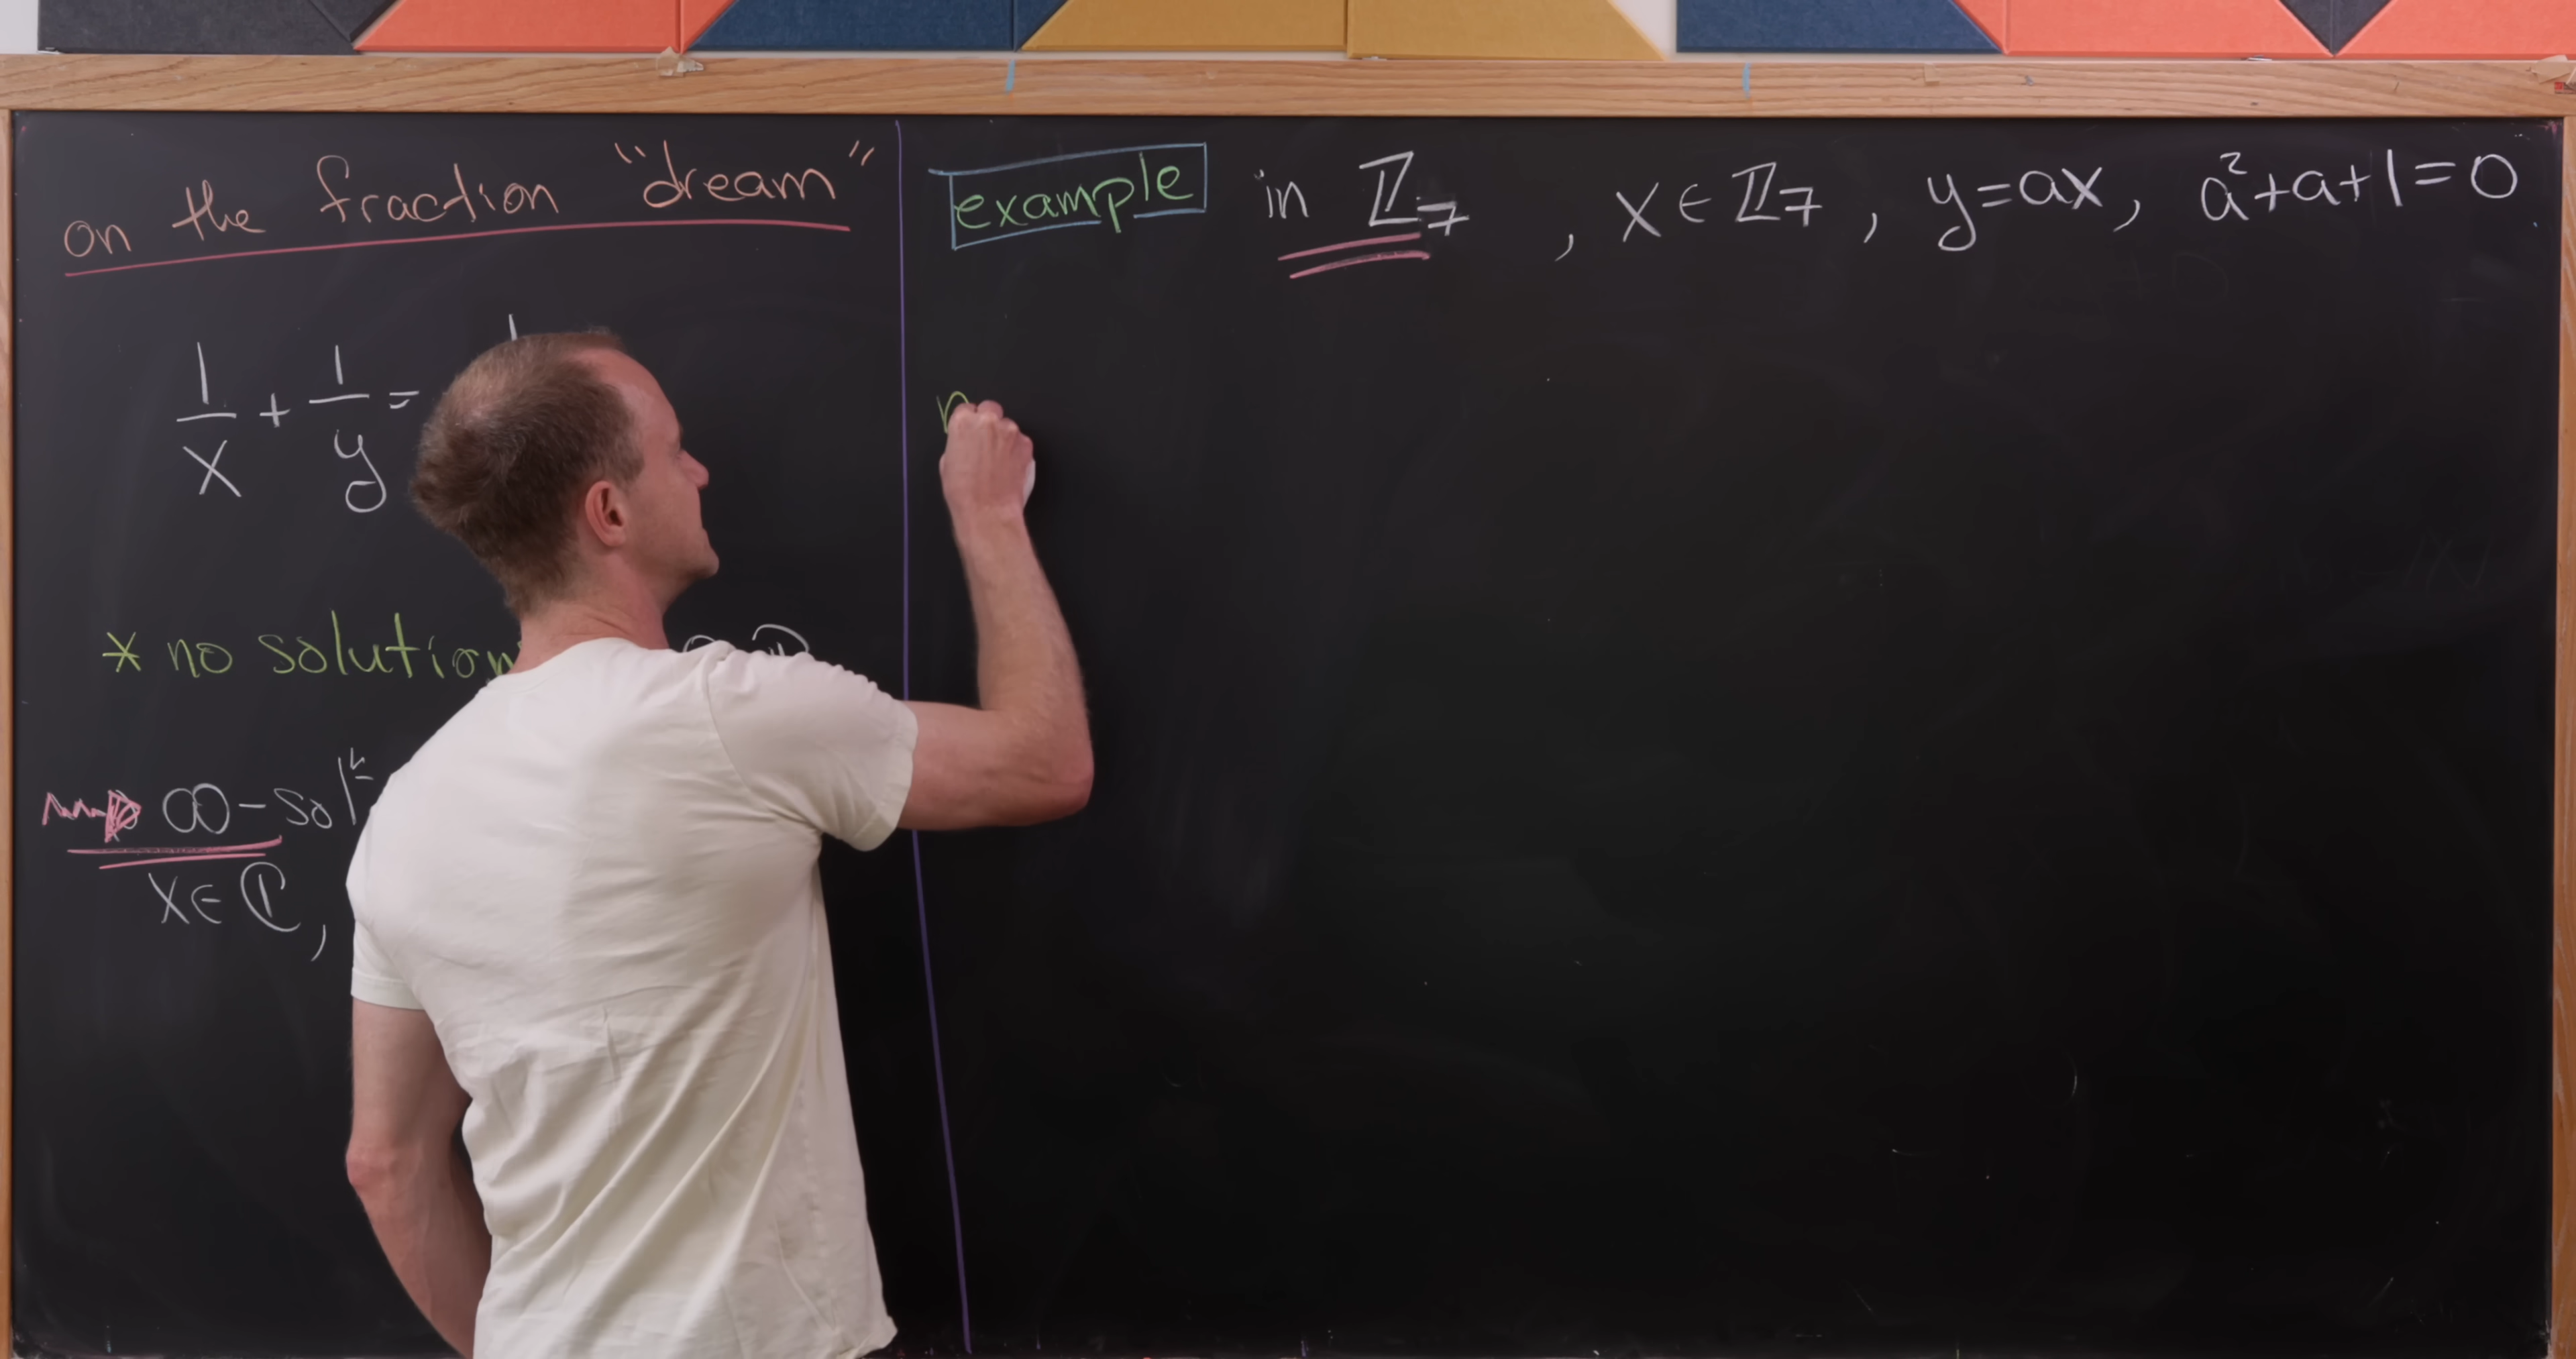 on the fraction "dream"
1/x + 1/y =
* no solution
∞-sol
x∈ℂ,
example in ℤ₇ , x∈ℤ₇, y=ax, a²+a+1=0
n